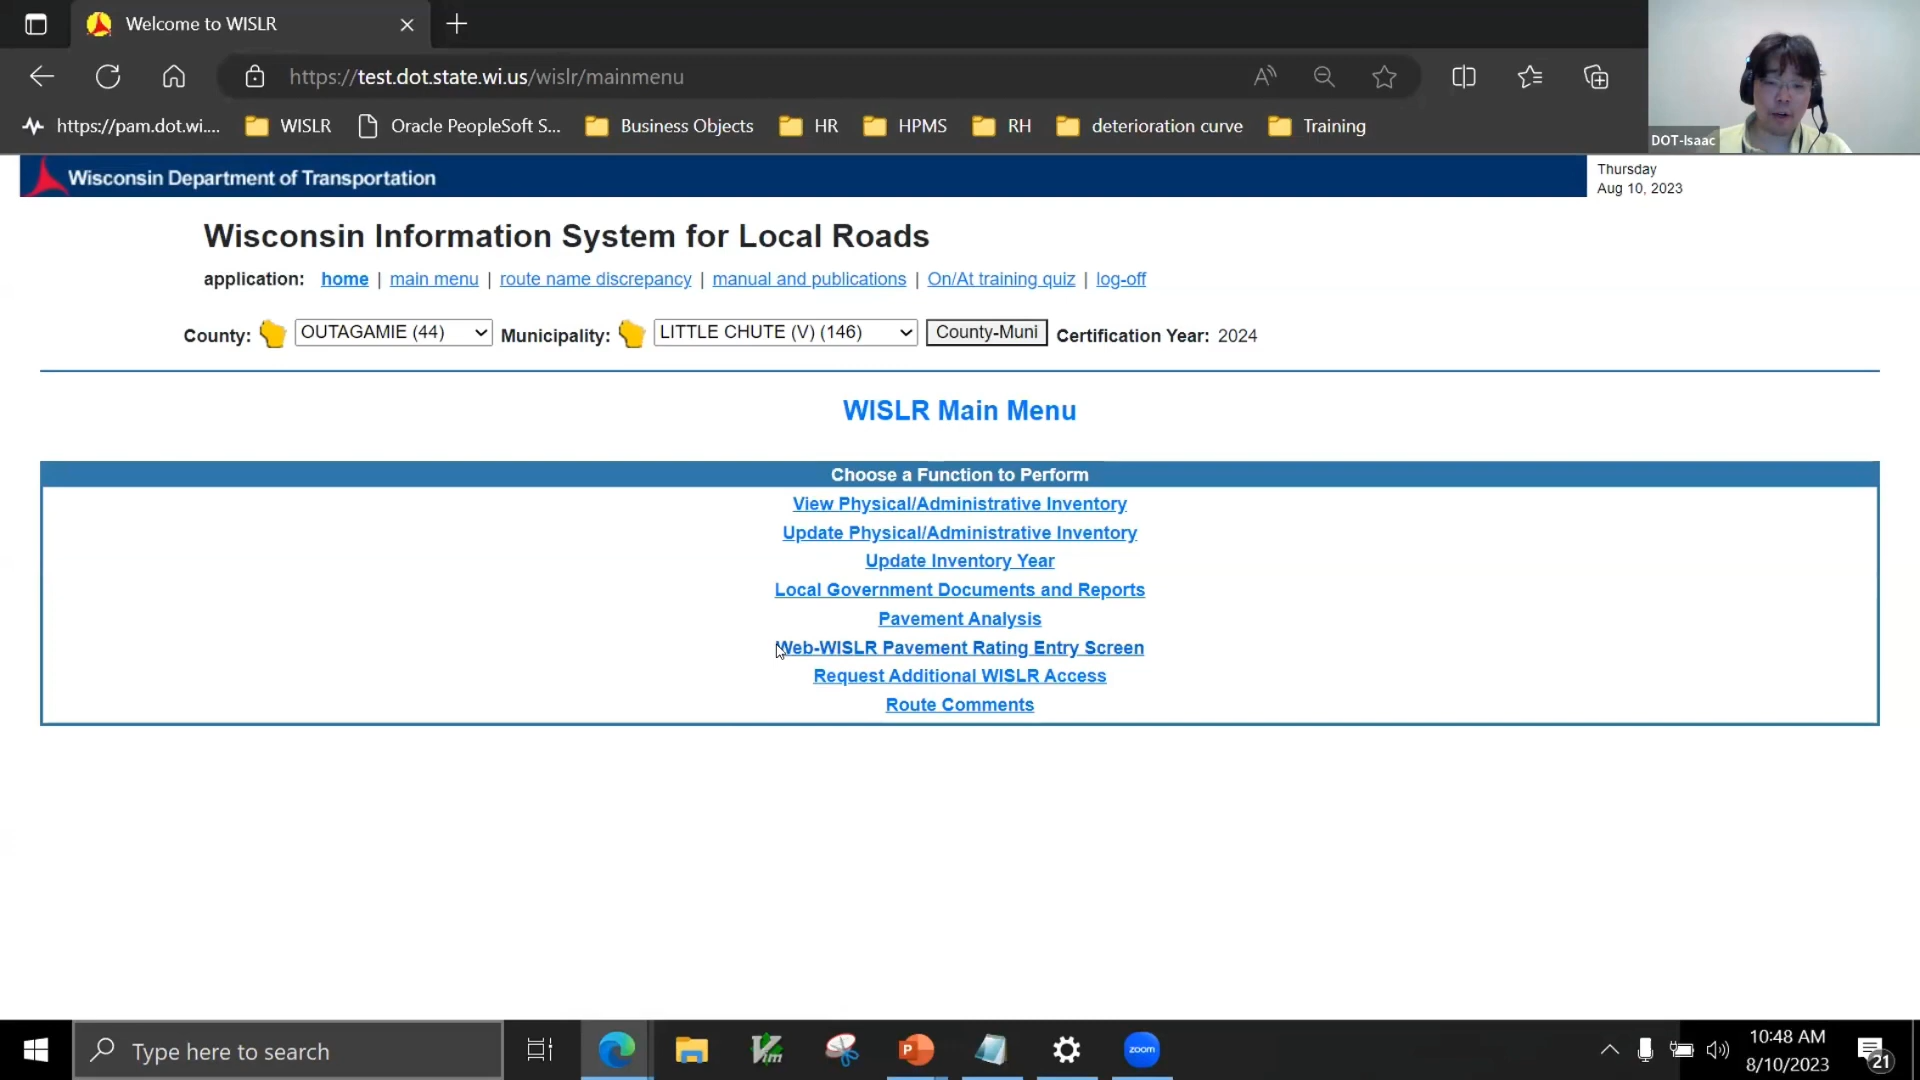 Welcome to WISLR
https://test.dot.state.wi.us/wislr/mainmenu
https://pam.dot.wi.... WISLR Oracle PeopleSoft S... Business Objects HR HPMS RH deterioration curve Training
DOT-Isaac
Wisconsin Department of Transportation
Thursday
Aug 10, 2023
Wisconsin Information System for Local Roads
application: home | main menu | route name discrepancy | manual and publications | On/At training quiz | log-off
County: OUTAGAMIE (44) Municipality: LITTLE CHUTE (V) (146) County-Muni Certification Year: 2024
WISLR Main Menu
Choose a Function to Perform
View Physical/Administrative Inventory
Update Physical/Administrative Inventory
Update Inventory Year
Local Government Documents and Reports
Pavement Analysis
Web-WISLR Pavement Rating Entry Screen
Request Additional WISLR Access
Route Comments
Type here to search
Vim
P
zoom
10:48 AM
8/10/2023
21